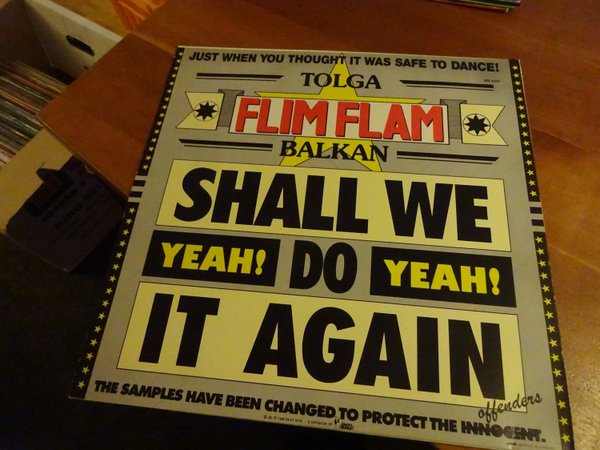 JUST WHEN YOU THOUGHT IT WAS SAFE TO DANCE!
TOLGA
FLIM FLAM
BALKAN
SHALL WE
YEAH! DO YEAH!
IT AGAIN
offenders
THE SAMPLES HAVE BEEN CHANGED TO PROTECT THE INNOCENT.